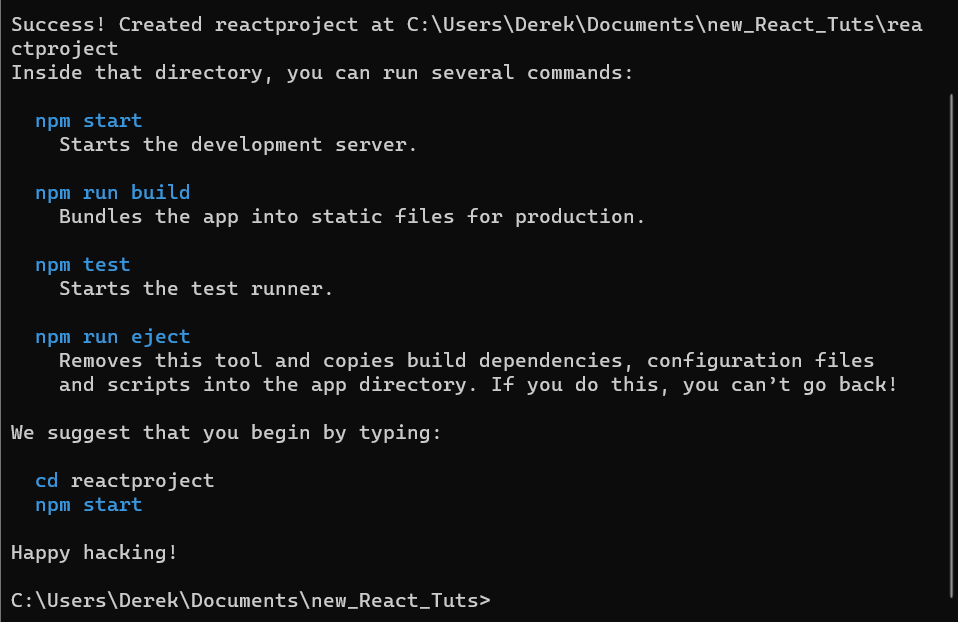 Success! Created reactproject at C:\Users\Derek\Documents\new_React_Tuts\rea
ctproject
Inside that directory, you can run several commands:

  npm start
    Starts the development server.

  npm run build
    Bundles the app into static files for production.

  npm test
    Starts the test runner.

  npm run eject
    Removes this tool and copies build dependencies, configuration files
    and scripts into the app directory. If you do this, you can’t go back!

We suggest that you begin by typing:

  cd reactproject
  npm start

Happy hacking!

C:\Users\Derek\Documents\new_React_Tuts>